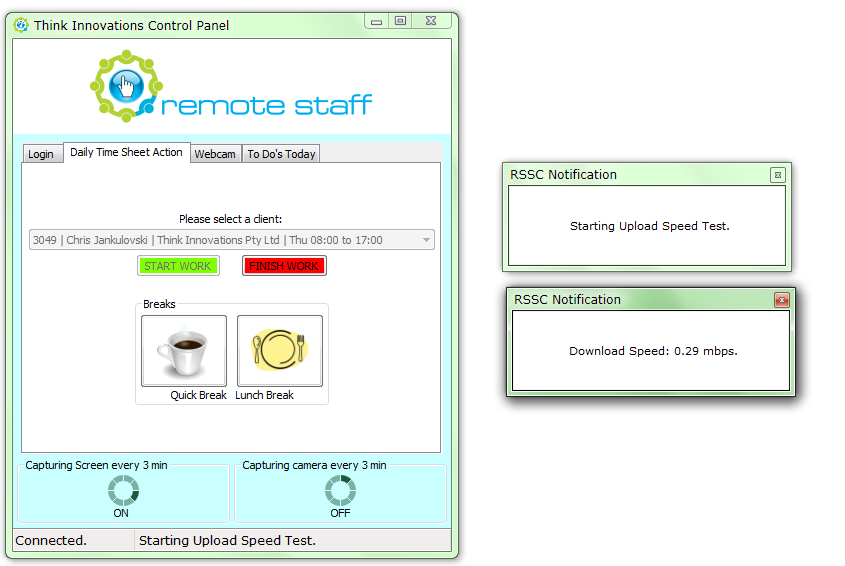 Think Innovations Control Panel
remote staff
Login
Daily Time Sheet Action
Webcam
To Do's Today
Please select a client:
3049 | Chris Jankulovski | Think Innovations Pty Ltd | Thu 08:00 to 17:00
START WORK
FINISH WORK
Breaks
Quick Break
Lunch Break
Capturing Screen every 3 min
ON
Capturing camera every 3 min
OFF
Connected.
Starting Upload Speed Test.
RSSC Notification
Starting Upload Speed Test.
RSSC Notification
Download Speed: 0.29 mbps.